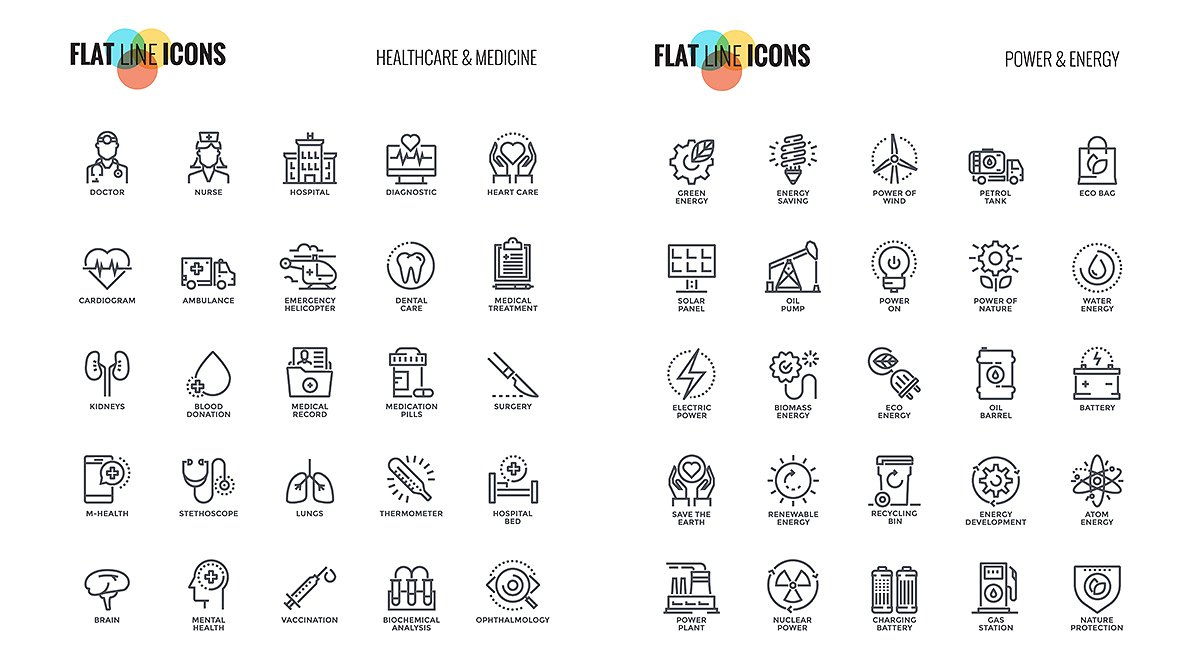 FLAT LINE ICONS
HEALTHCARE & MEDICINE
DOCTOR
NURSE
HOSPITAL
DIAGNOSTIC
HEART CARE
CARDIOGRAM
AMBULANCE
EMERGENCY
HELICOPTER
DENTAL
CARE
MEDICAL
TREATMENT
KIDNEYS
BLOOD
DONATION
MEDICAL
RECORD
MEDICATION
PILLS
SURGERY
M-HEALTH
STETHOSCOPE
LUNGS
THERMOMETER
HOSPITAL
BED
BRAIN
MENTAL
HEALTH
VACCINATION
BIOCHEMICAL
ANALYSIS
OPHTHALMOLOGY
FLAT LINE ICONS
POWER & ENERGY
GREEN
ENERGY
ENERGY
SAVING
POWER OF
WIND
PETROL
TANK
ECO BAG
SOLAR
PANEL
OIL
PUMP
POWER
ON
POWER OF
NATURE
WATER
ENERGY
ELECTRIC
POWER
BIOMASS
ENERGY
ECO
ENERGY
OIL
BARREL
BATTERY
SAVE THE
EARTH
RENEWABLE
ENERGY
RECYCLING
BIN
ENERGY
DEVELOPMENT
ATOM
ENERGY
POWER
PLANT
NUCLEAR
POWER
CHARGING
BATTERY
GAS
STATION
NATURE
PROTECTION